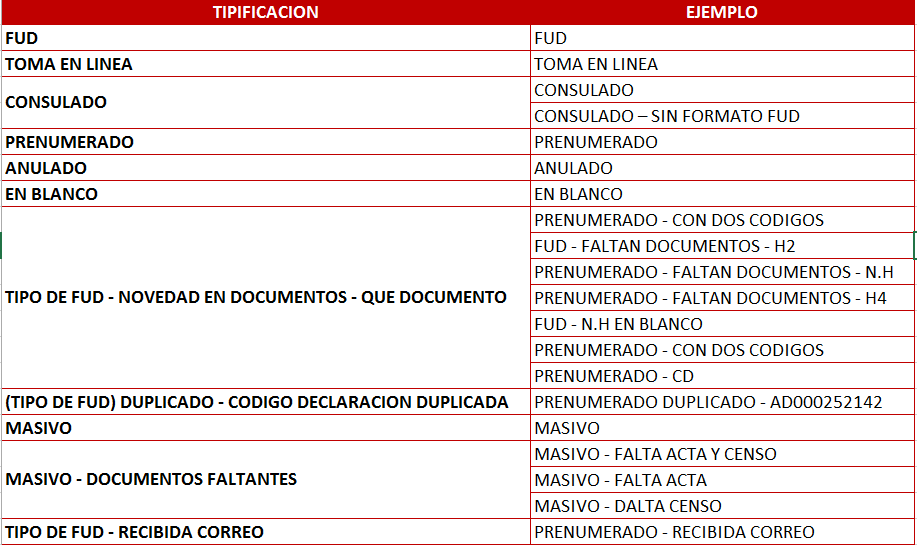 TIPIFICACION EJEMPLO
FUD FUD
TOMA EN LINEA TOMA EN LINEA
CONSULADO CONSULADO
CONSULADO – SIN FORMATO FUD
PRENUMERADO PRENUMERADO
ANULADO ANULADO
EN BLANCO EN BLANCO
TIPO DE FUD - NOVEDAD EN DOCUMENTOS - QUE DOCUMENTO PRENUMERADO - CON DOS CODIGOS
FUD - FALTAN DOCUMENTOS - H2
PRENUMERADO - FALTAN DOCUMENTOS - N.H
PRENUMERADO - FALTAN DOCUMENTOS - H4
FUD - N.H EN BLANCO
PRENUMERADO - CON DOS CODIGOS
PRENUMERADO - CD
(TIPO DE FUD) DUPLICADO - CODIGO DECLARACION DUPLICADA PRENUMERADO DUPLICADO - AD000252142
MASIVO MASIVO
MASIVO - DOCUMENTOS FALTANTES MASIVO - FALTA ACTA Y CENSO
MASIVO - FALTA ACTA
MASIVO - DALTA CENSO
TIPO DE FUD - RECIBIDA CORREO PRENUMERADO - RECIBIDA CORREO